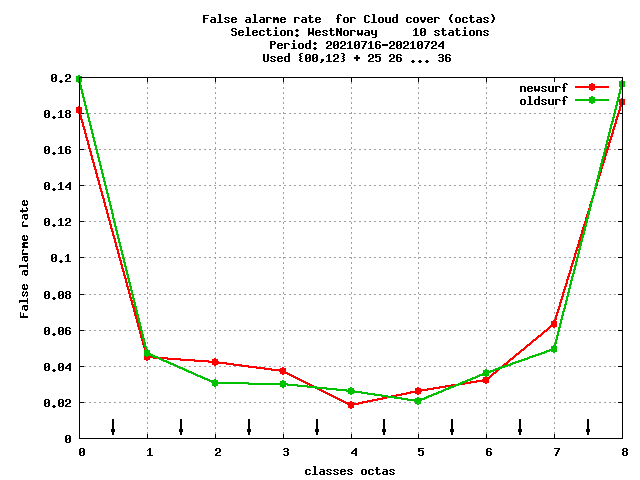 False alarme rate  for Cloud cover (octas)
Selection: WestNorway     10 stations
Period: 20210716-20210724
Used {00,12} + 25 26 ... 36
newsurf
oldsurf
0.2
0.18
0.16
0.14
0.12
0.1
0.08
0.06
0.04
0.02
0
False alarme rate
0 1 2 3 4 5 6 7 8
classes octas